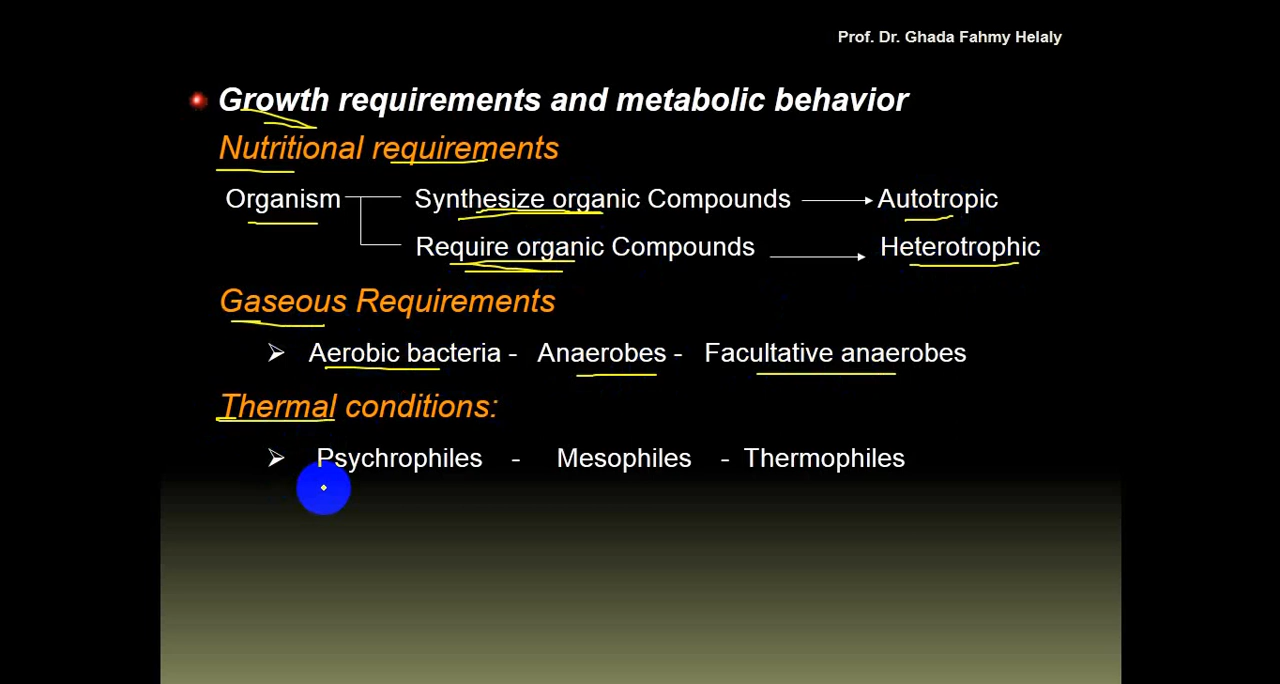 Prof. Dr. Ghada Fahmy Helaly
Growth requirements and metabolic behavior
Nutritional requirements
Organism Synthesize organic Compounds Autotropic
Require organic Compounds Heterotrophic
Gaseous Requirements
Aerobic bacteria - Anaerobes - Facultative anaerobes
Thermal conditions:
Psychrophiles - Mesophiles - Thermophiles